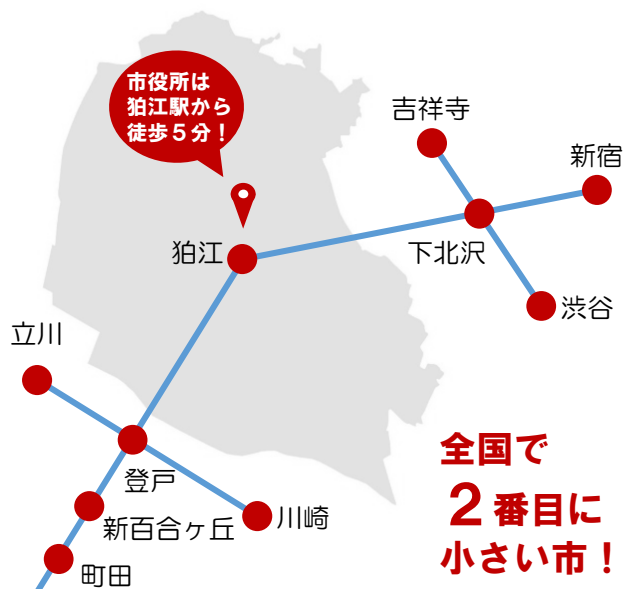 市役所は
狛江駅から
徒歩５分！
吉祥寺
新宿
狛江
下北沢
渋谷
立川
登戸
新百合ヶ丘
川崎
町田
全国で
２番目に
小さい市！